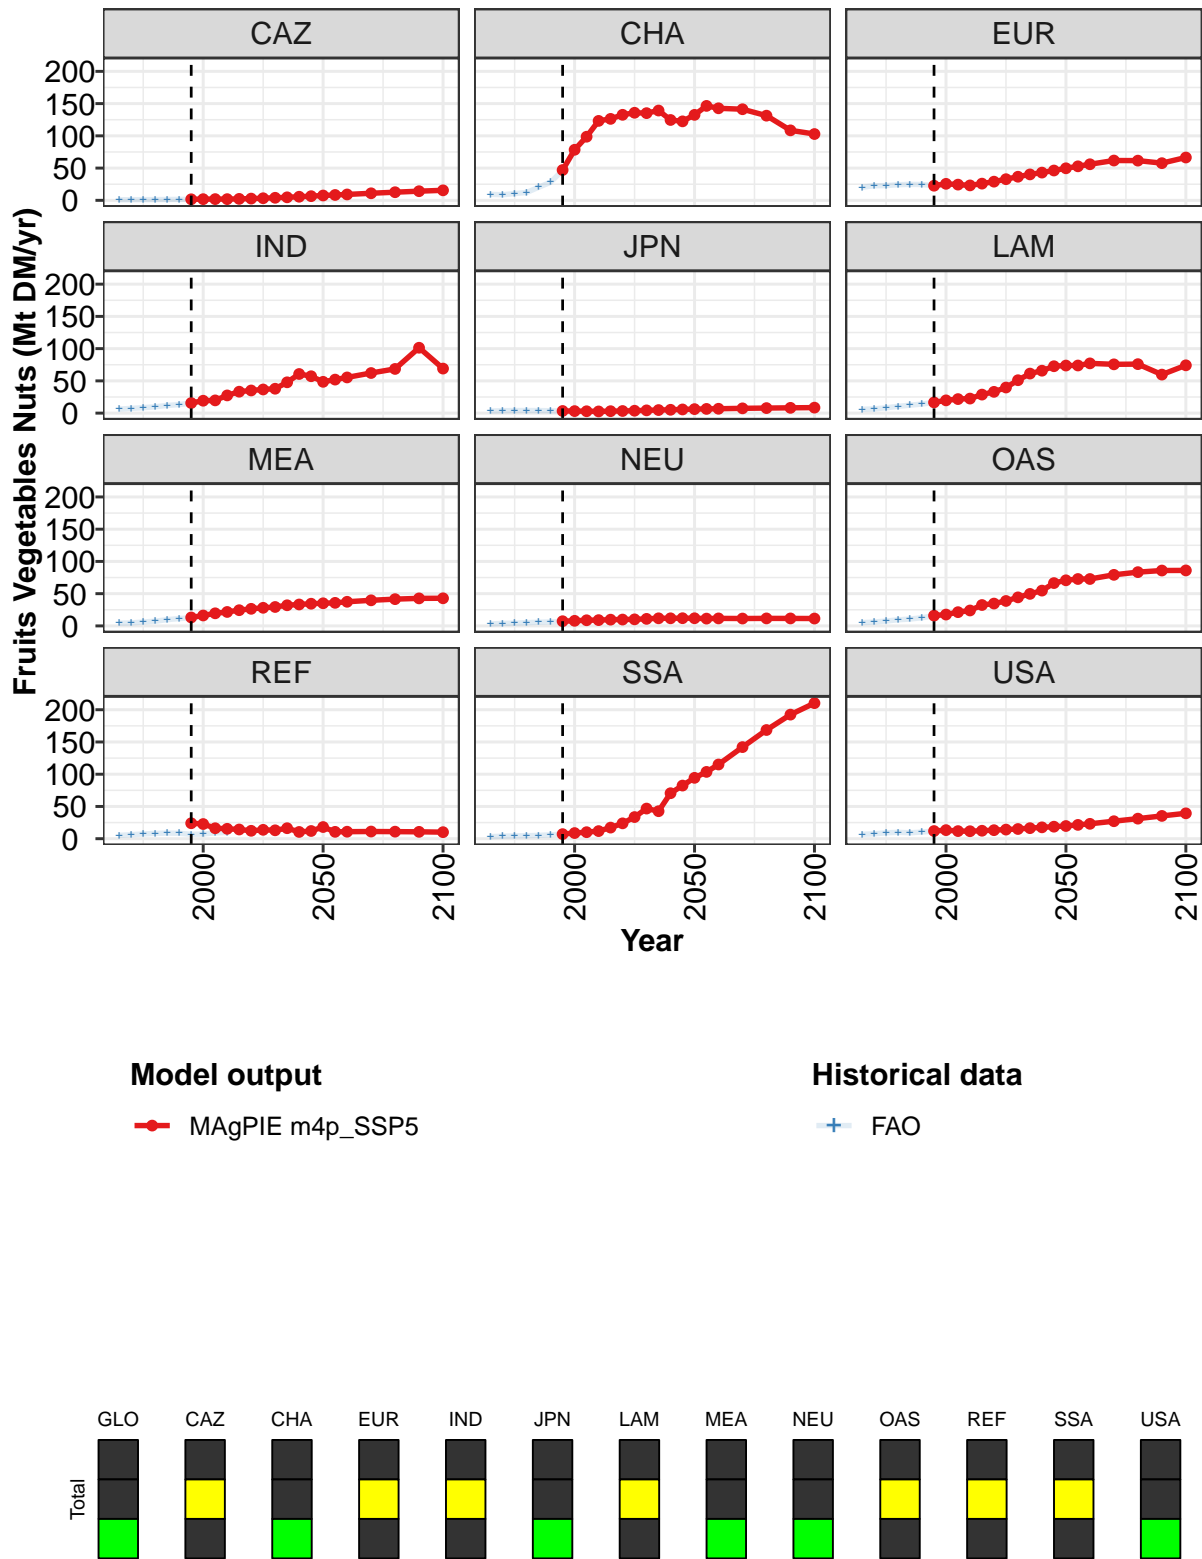 CAZ CHA EUR
200
150
100
50
0
IND JPN LAM
200
150
100
50
0
MEA NEU OAS
200
150
100
50
0
REF SSA USA
200
150
100
50
0
Fruits Vegetables Nuts (Mt DM/yr)
2000 2050 2100 2000 2050 2100 2000 2050 2100
Year
Model output Historical data
MAgPIE m4p_SSP5 FAO
GLO CAZ CHA EUR IND JPN LAM MEA NEU OAS REF SSA USA
Total